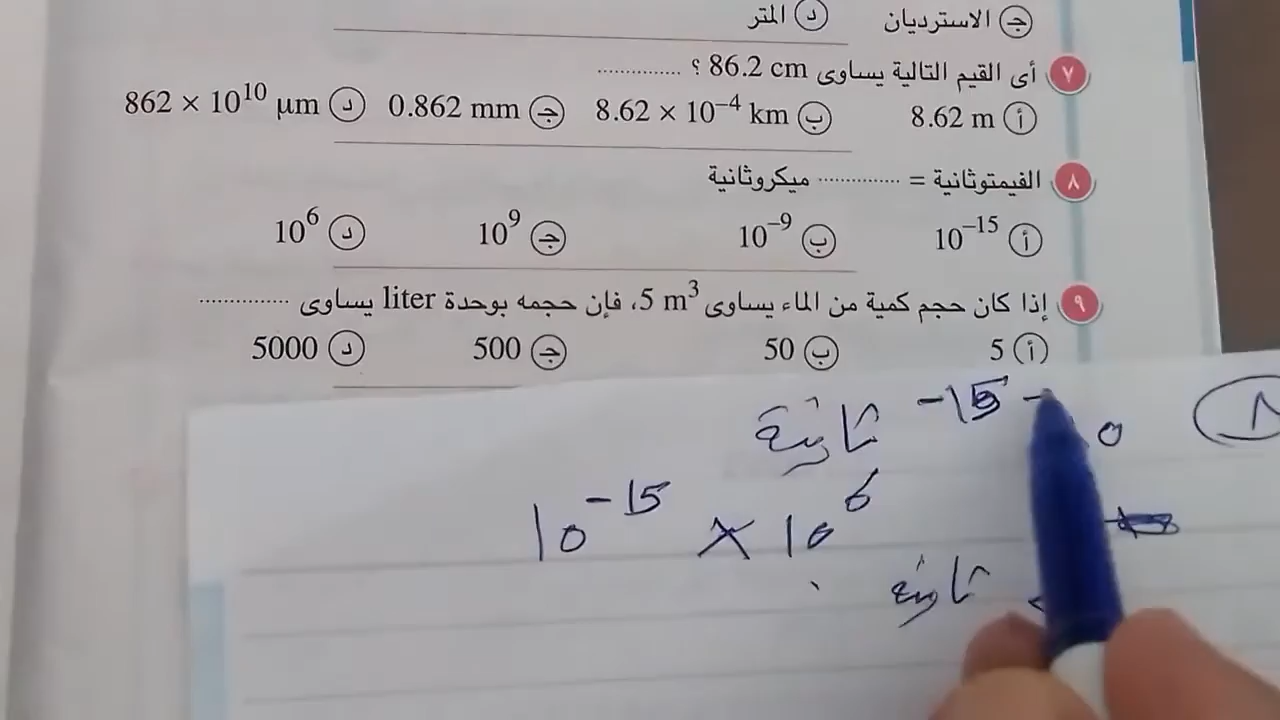 ج الاسترديان د المتر
٧ أى القيم التالية يساوى 86.2 cm ؟ ................
أ 8.62 m ب 8.62 × 10⁻⁴ km ج 0.862 mm د 862 × 10¹⁰ µm
٨ الفيمتوثانية = ................ ميكروثانية
أ 10⁻¹⁵ ب 10⁻⁹ ج 10⁹ د 10⁶
٩ إذا كان حجم كمية من الماء يساوى 5 m³، فإن حجمه بوحدة liter يساوى ................
أ 5 ب 50 ج 500 د 5000
-15 ثانية
10⁻¹⁵ × 10⁶
ثانية